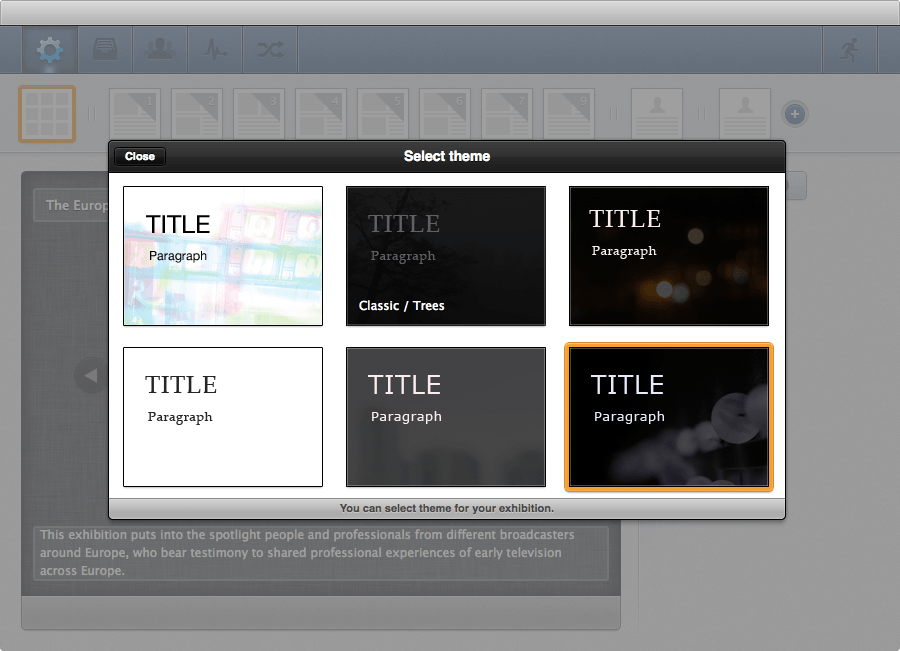 1
2
3
4
5
6
7
9
Close
Select theme
The Europ
TITLE
Paragraph
TITLE
Paragraph
Classic / Trees
TITLE
Paragraph
TITLE
Paragraph
TITLE
Paragraph
TITLE
Paragraph
You can select theme for your exhibition.
This exhibition puts into the spotlight people and professionals from different broadcasters
around Europe, who bear testimony to shared professional experiences of early television
across Europe.